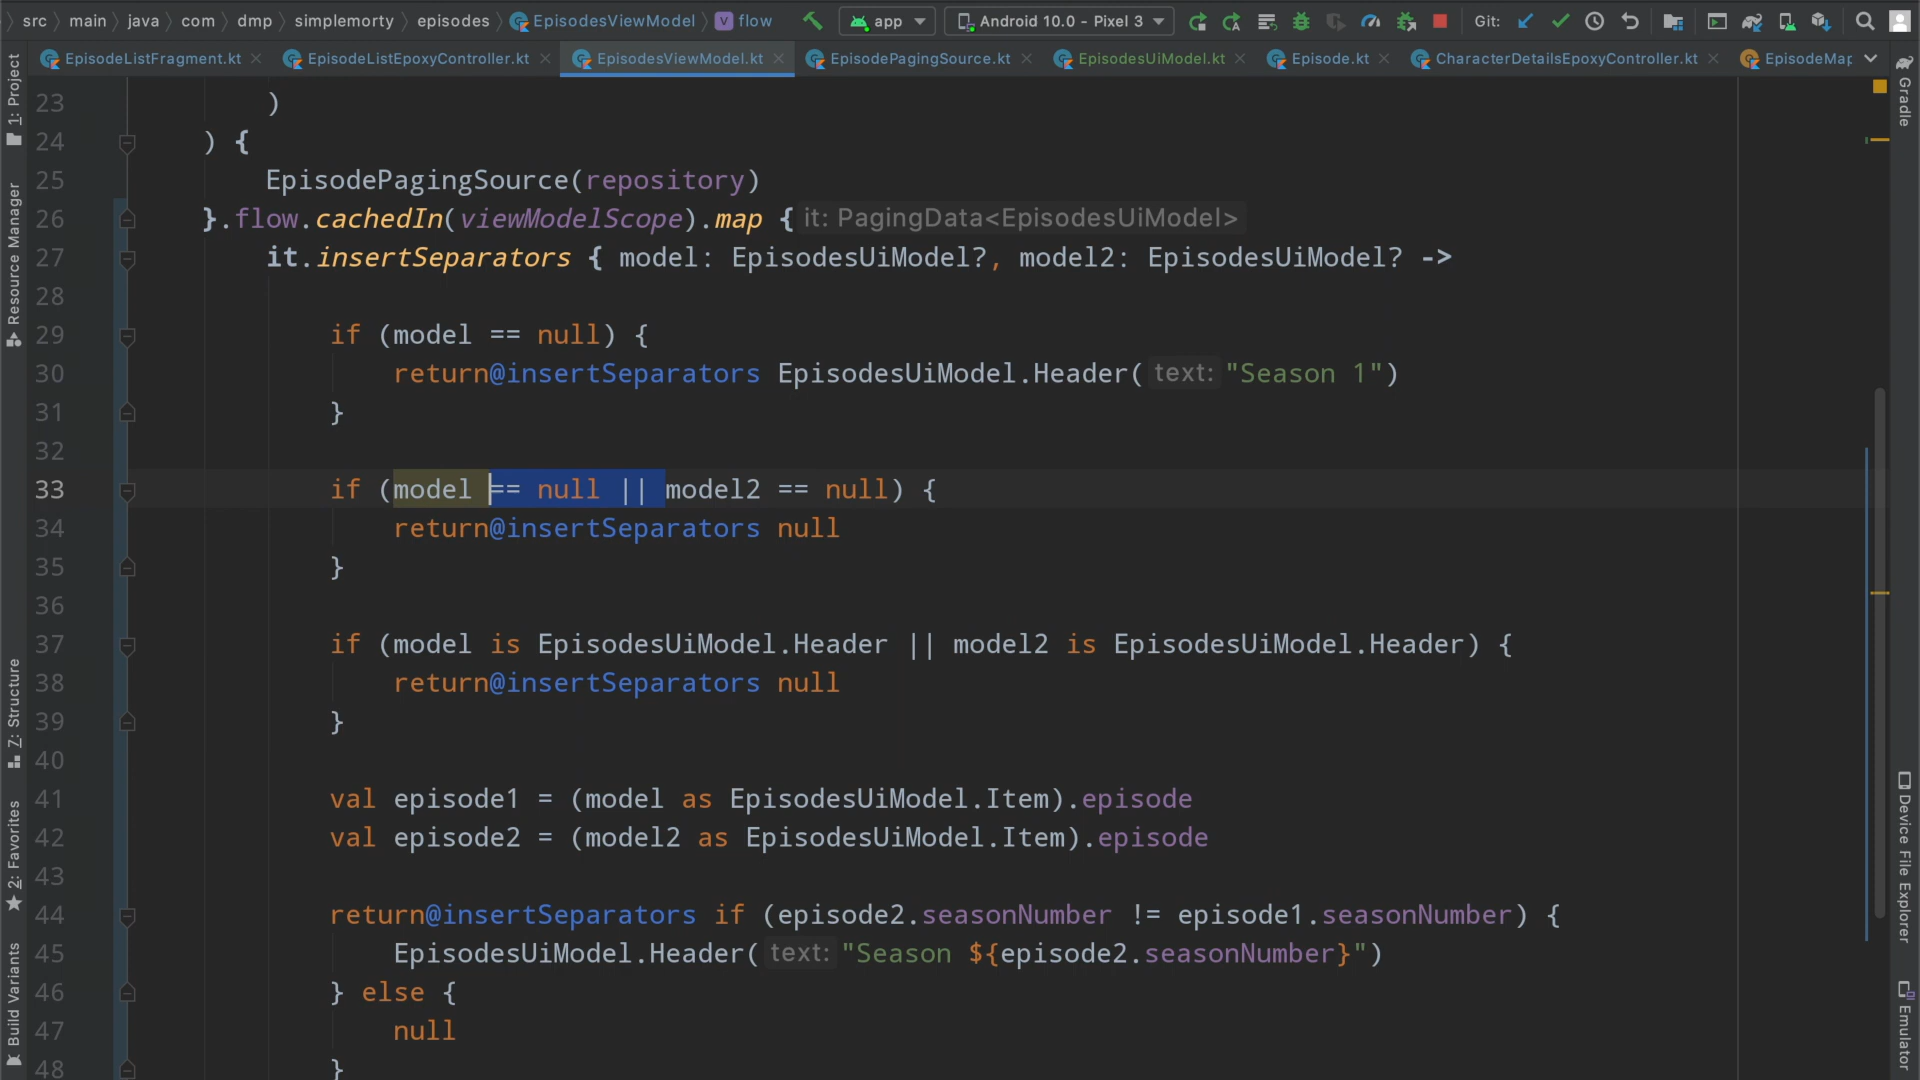 src main java com dmp simplemorty episodes EpisodesViewModel flow app Android 10.0 - Pixel 3 Git:
EpisodeListFragment.kt EpisodeListEpoxyController.kt EpisodesViewModel.kt EpisodePagingSource.kt EpisodesUiModel.kt Episode.kt CharacterDetailsEpoxyController.kt EpisodeMap
1: Project
Resource Manager
Z: Structure
2: Favorites
Build Variants
23 )
24 ) {
25 EpisodePagingSource(repository)
26 }.flow.cachedIn(viewModelScope).map { it: PagingData<EpisodesUiModel>
27 it.insertSeparators { model: EpisodesUiModel?, model2: EpisodesUiModel? ->
28
29 if (model == null) {
30 return@insertSeparators EpisodesUiModel.Header( text: "Season 1")
31 }
32
33 if (model == null || model2 == null) {
34 return@insertSeparators null
35 }
36
37 if (model is EpisodesUiModel.Header || model2 is EpisodesUiModel.Header) {
38 return@insertSeparators null
39 }
40
41 val episode1 = (model as EpisodesUiModel.Item).episode
42 val episode2 = (model2 as EpisodesUiModel.Item).episode
43
44 return@insertSeparators if (episode2.seasonNumber != episode1.seasonNumber) {
45 EpisodesUiModel.Header( text: "Season ${episode2.seasonNumber}")
46 } else {
47 null
48 }
Gradle
Device File Explorer
Emulator